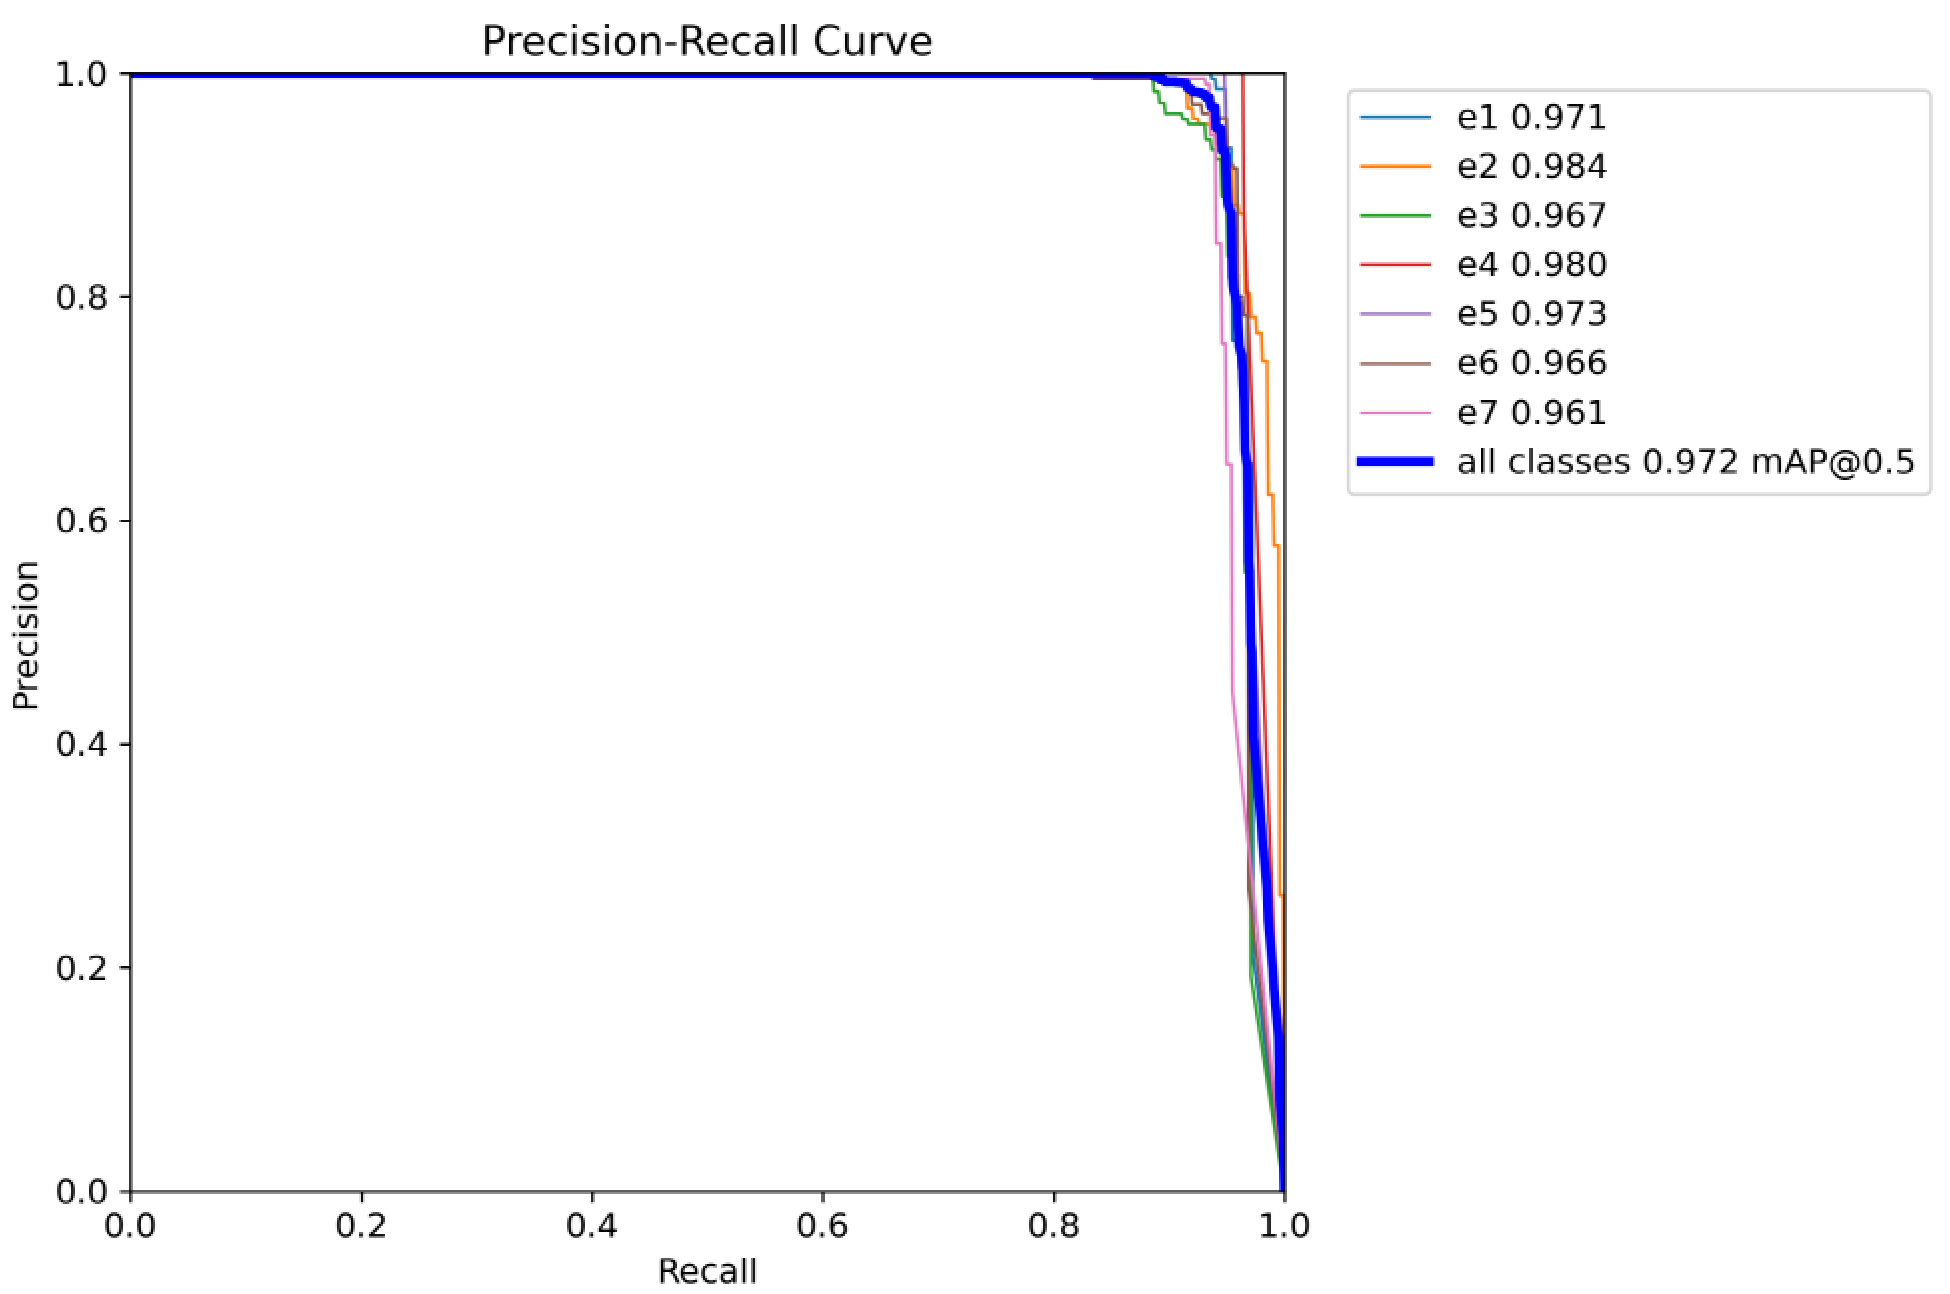 Precision-Recall Curve
1.0
0.8
0.6
0.4
0.2
0.0
Precision
0.0 0.2 0.4 0.6 0.8 1.0
Recall
e1 0.971
e2 0.984
e3 0.967
e4 0.980
e5 0.973
e6 0.966
e7 0.961
all classes 0.972 mAP@0.5